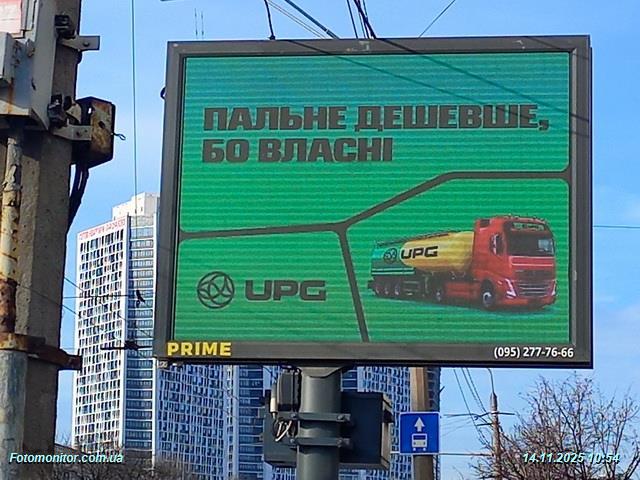 ПАЛЬНЕ ДЕШЕВШЕ,
БО ВЛАСНІ
UPG
UPG
PRIME
(095) 277-76-66
Fotomonitor.com.ua
14.11.2025 10:54